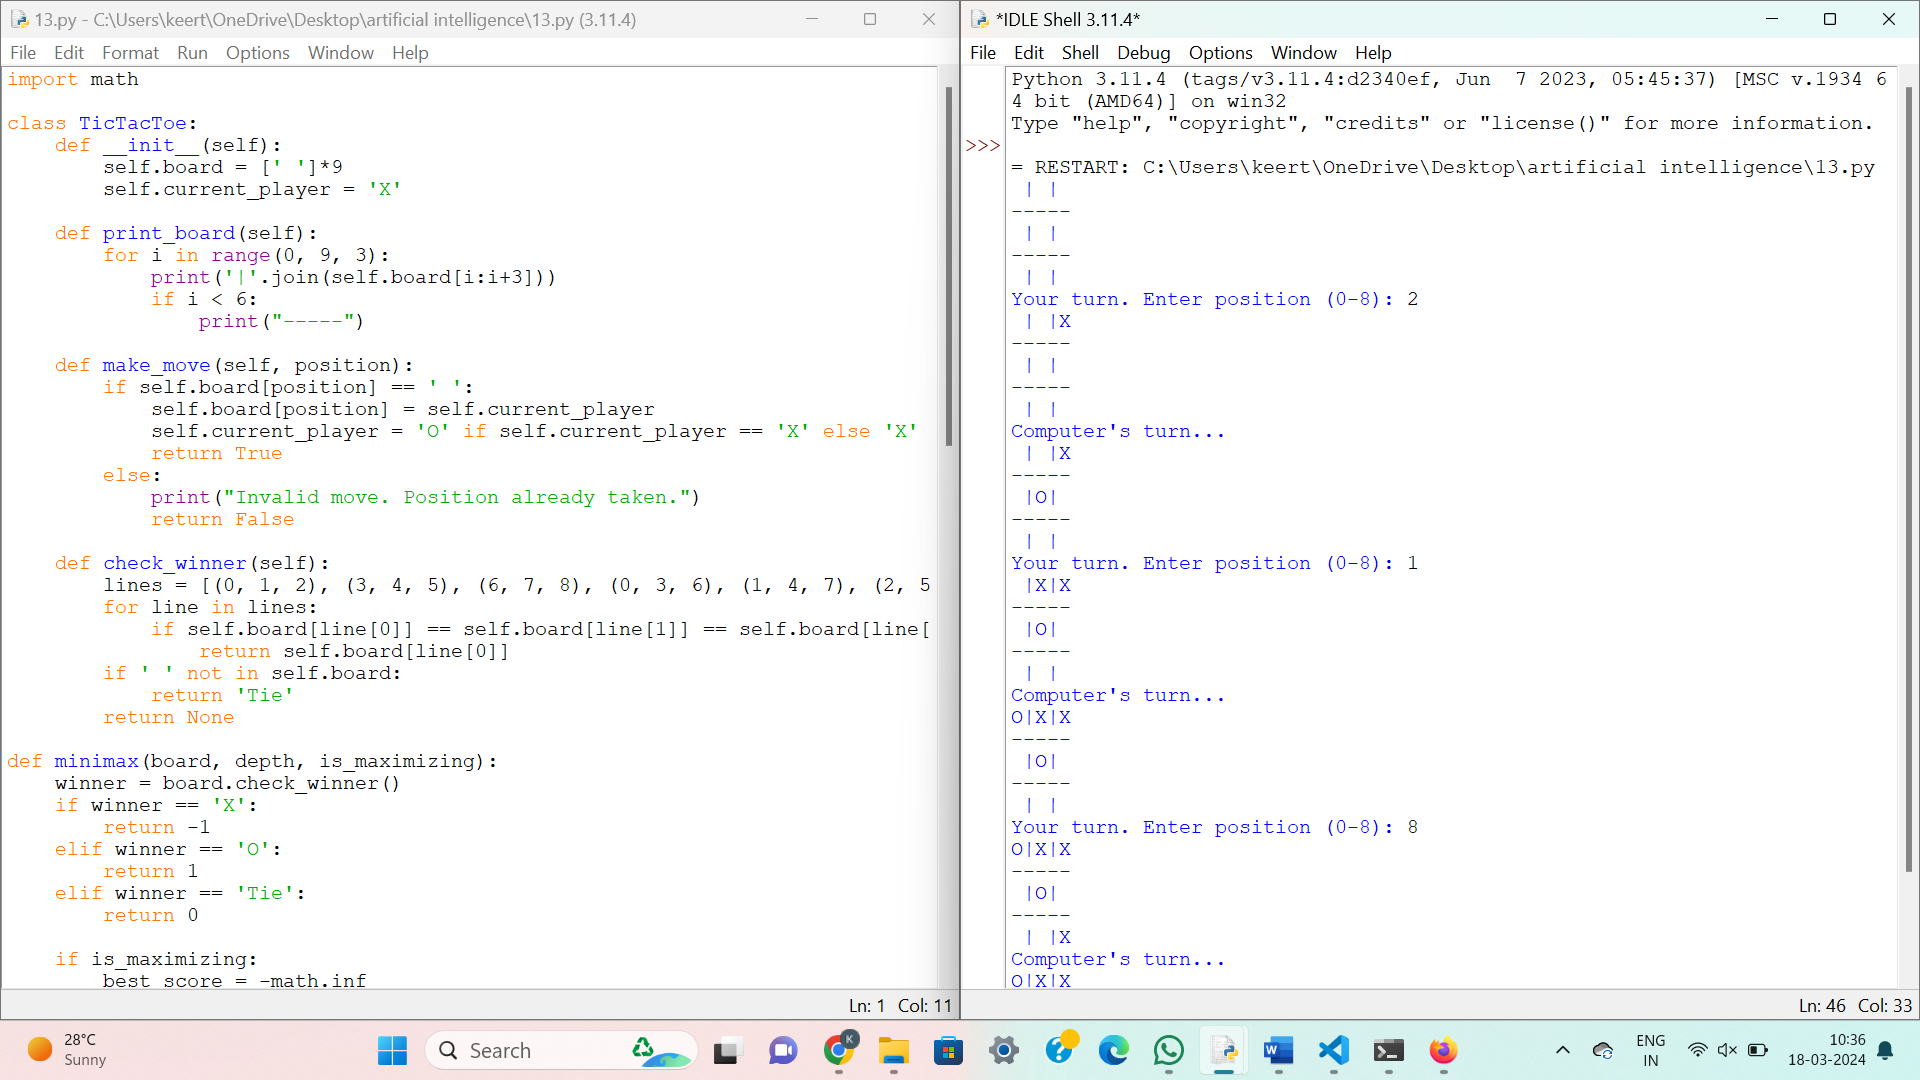 13.py - C:\Users\keert\OneDrive\Desktop\artificial intelligence\13.py (3.11.4)
File Edit Format Run Options Window Help
import math

class TicTacToe:
    def __init__(self):
        self.board = [' ']*9
        self.current_player = 'X'

    def print_board(self):
        for i in range(0, 9, 3):
            print('|'.join(self.board[i:i+3]))
            if i < 6:
                print("-----")

    def make_move(self, position):
        if self.board[position] == ' ':
            self.board[position] = self.current_player
            self.current_player = 'O' if self.current_player == 'X' else 'X'
            return True
        else:
            print("Invalid move. Position already taken.")
            return False

    def check_winner(self):
        lines = [(0, 1, 2), (3, 4, 5), (6, 7, 8), (0, 3, 6), (1, 4, 7), (2, 5
        for line in lines:
            if self.board[line[0]] == self.board[line[1]] == self.board[line[
                return self.board[line[0]]
        if ' ' not in self.board:
            return 'Tie'
        return None

def minimax(board, depth, is_maximizing):
    winner = board.check_winner()
    if winner == 'X':
        return -1
    elif winner == 'O':
        return 1
    elif winner == 'Tie':
        return 0

    if is_maximizing:
        best_score = -math.inf
Ln: 1 Col: 11
*IDLE Shell 3.11.4*
File Edit Shell Debug Options Window Help
Python 3.11.4 (tags/v3.11.4:d2340ef, Jun  7 2023, 05:45:37) [MSC v.1934 6
4 bit (AMD64)] on win32
Type "help", "copyright", "credits" or "license()" for more information.
>>>
= RESTART: C:\Users\keert\OneDrive\Desktop\artificial intelligence\13.py
 | | 
-----
 | | 
-----
 | | 
Your turn. Enter position (0-8): 2
 | |X
-----
 | | 
-----
 | | 
Computer's turn...
 | |X
-----
 |O| 
-----
 | | 
Your turn. Enter position (0-8): 1
 |X|X
-----
 |O| 
-----
 | | 
Computer's turn...
O|X|X
-----
 |O| 
-----
 | | 
Your turn. Enter position (0-8): 8
O|X|X
-----
 |O| 
-----
 | |X
Computer's turn...
O|X|X
Ln: 46 Col: 33
28°C
Sunny
Search
K
ENG
IN
10:36
18-03-2024